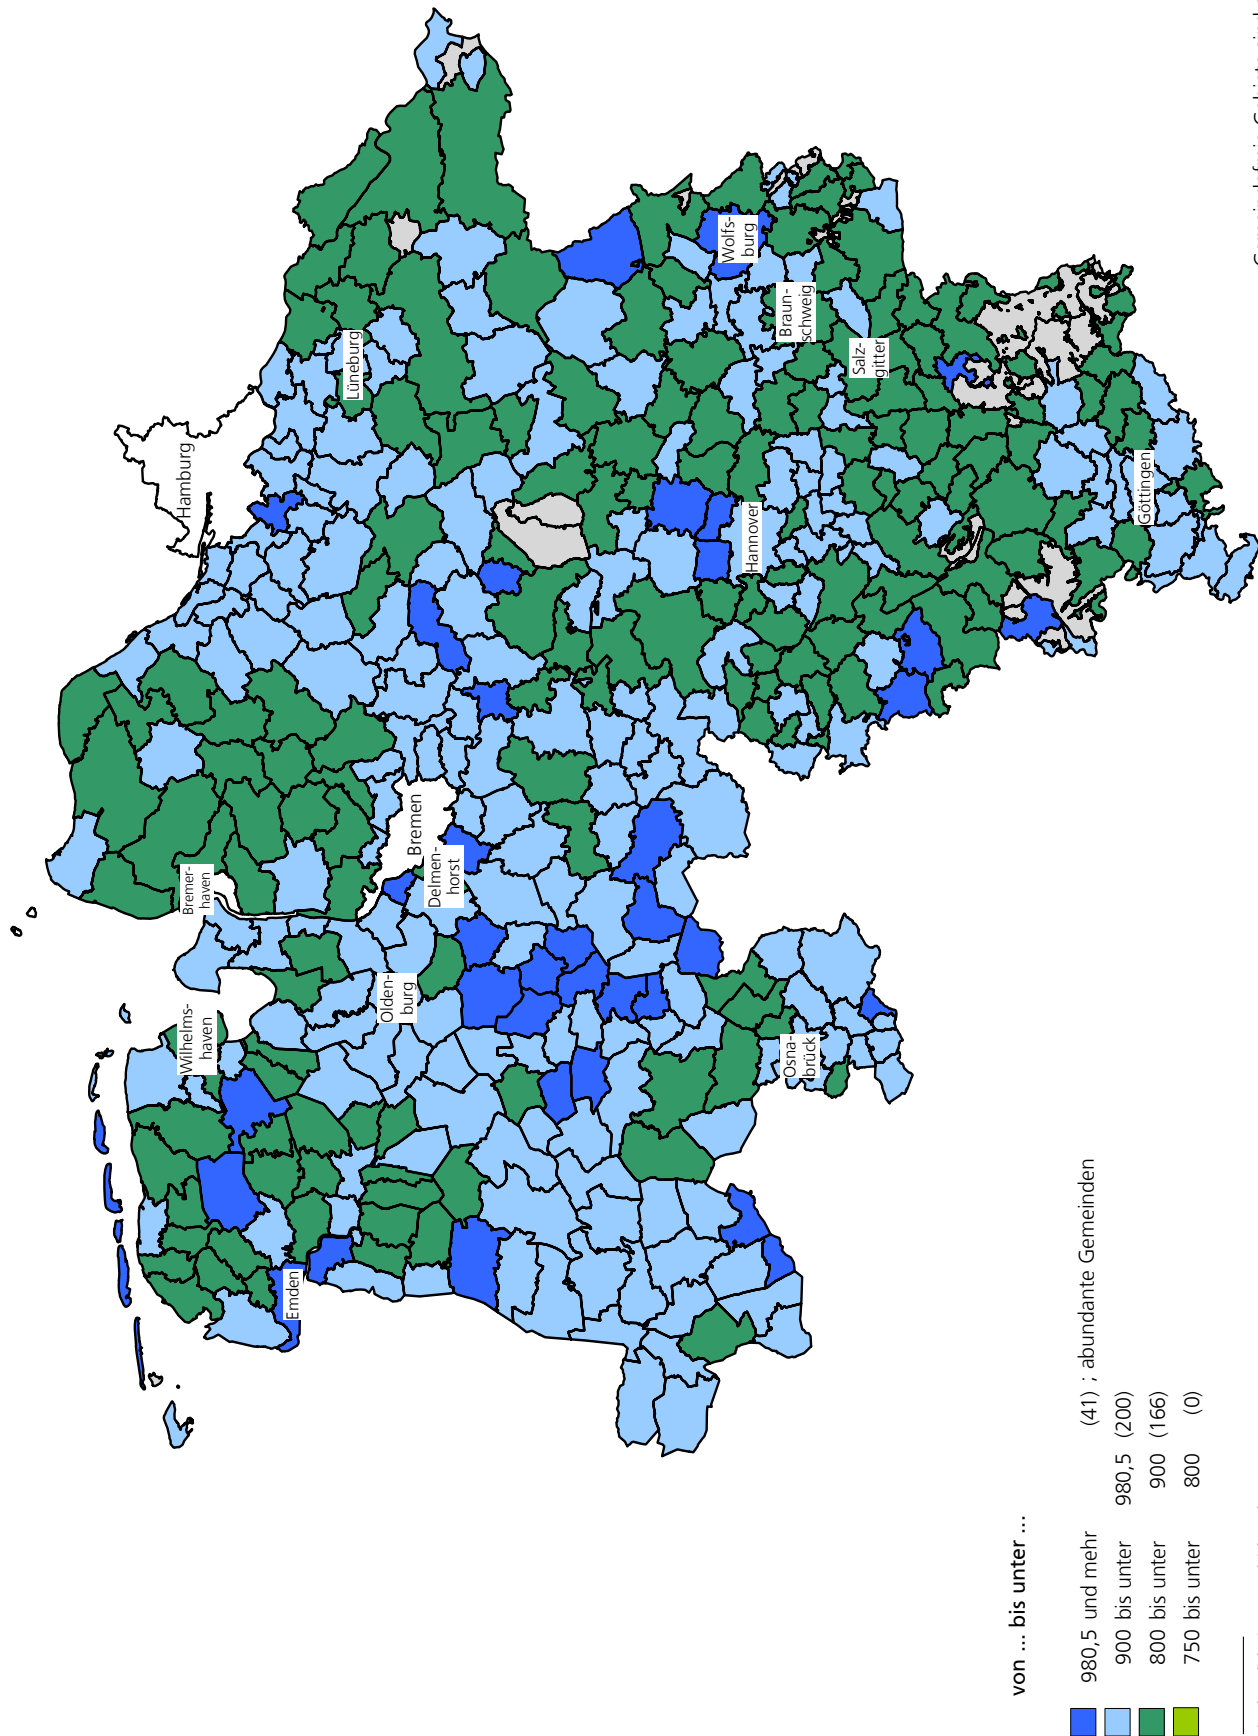 Hamburg
Lüneburg
Bremer-
haven
Wilhelms-
haven
Emden
Olden-
burg
Bremen
Delmen-
horst
Wolfs-
burg
Braun-
schweig
Salz-
gitter
Hannover
Osna-
brück
Göttingen
von ... bis unter ...
980,5 und mehr (41) ; abundante Gemeinden
900 bis unter 980,5 (200)
800 bis unter 900 (166)
750 bis unter 800 (0)